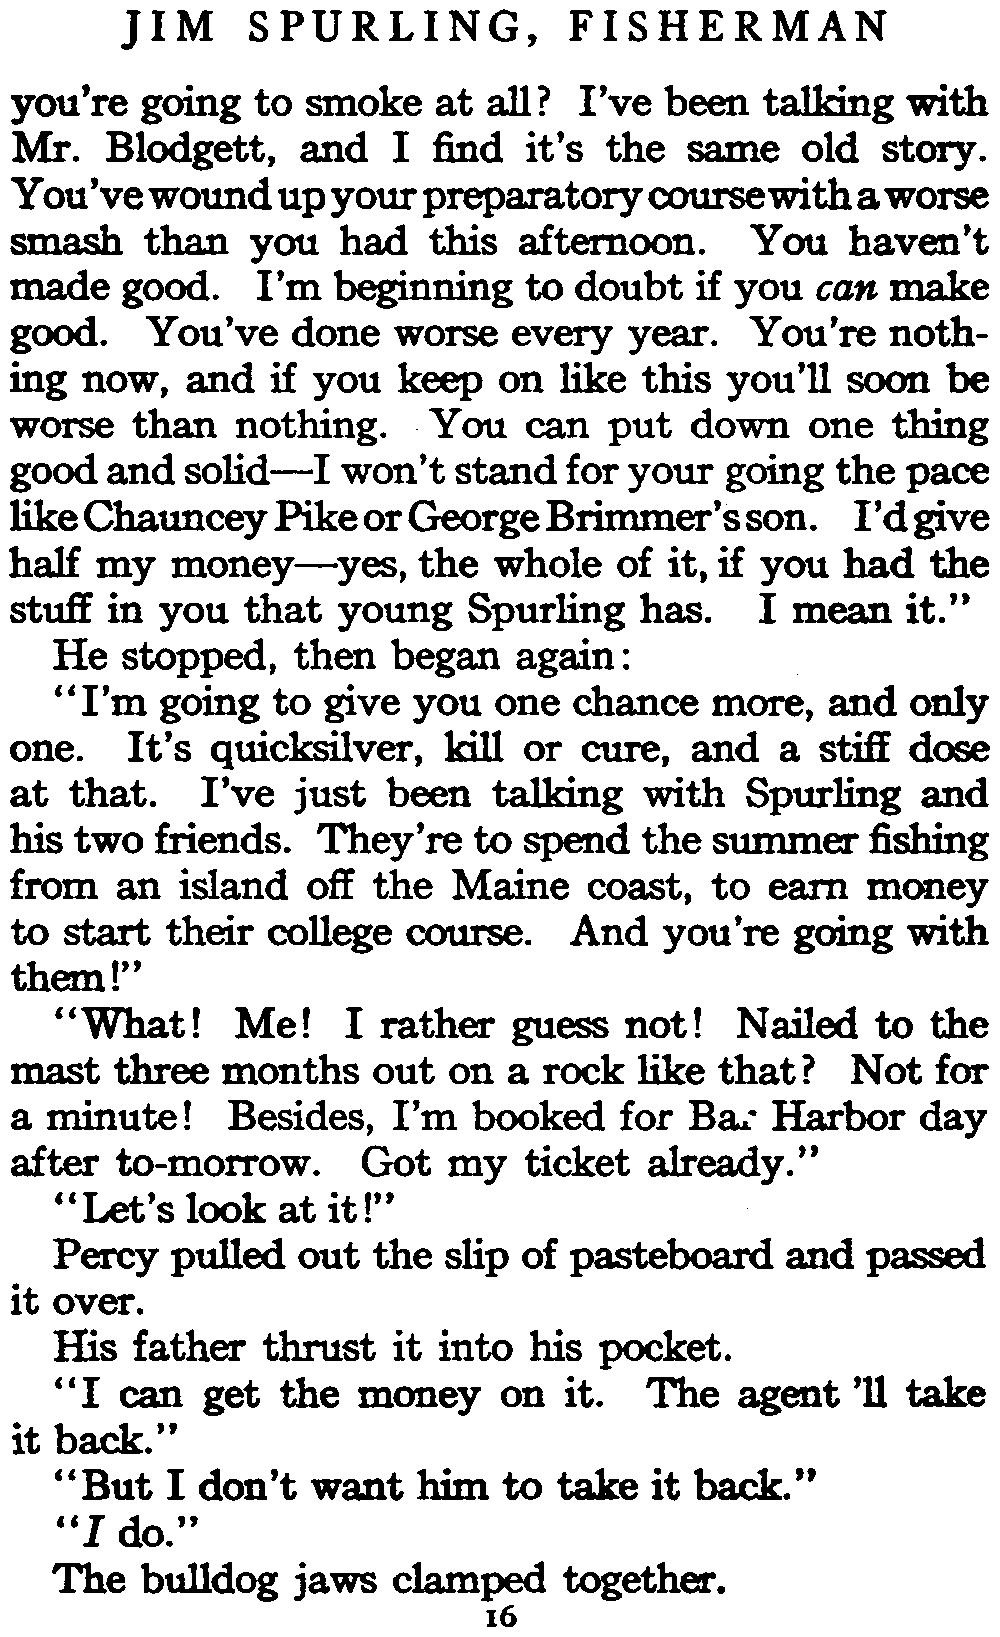 JIM SPURLING, FISHERMAN
you're going to smoke at all? I've been talking with
Mr. Blodgett, and I find it's the same old story.
You've wound up your preparatory course with a worse
smash than you had this afternoon. You haven't
made good. I'm beginning to doubt if you can make
good. You've done worse every year. You're noth-
ing now, and if you keep on like this you'll soon be
worse than nothing. You can put down one thing
good and solid—I won't stand for your going the pace
like Chauncey Pike or George Brimmer's son. I'd give
half my money—yes, the whole of it, if you had the
stuff in you that young Spurling has. I mean it."
He stopped, then began again:
"I'm going to give you one chance more, and only
one. It's quicksilver, kill or cure, and a stiff dose
at that. I've just been talking with Spurling and
his two friends. They're to spend the summer fishing
from an island off the Maine coast, to earn money
to start their college course. And you're going with
them!"
"What! Me! I rather guess not! Nailed to the
mast three months out on a rock like that? Not for
a minute! Besides, I'm booked for Bar Harbor day
after to-morrow. Got my ticket already."
"Let's look at it!"
Percy pulled out the slip of pasteboard and passed
it over.
His father thrust it into his pocket.
"I can get the money on it. The agent 'll take
it back."
"But I don't want him to take it back."
"I do."
The bulldog jaws clamped together.
16